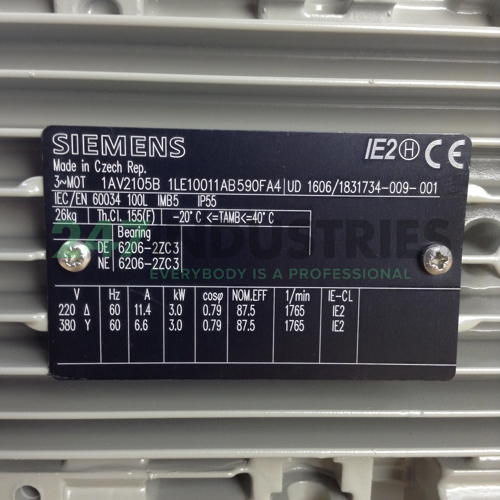 SIEMENS IE2 H CE
Made in Czech Rep.
3~MOT 1AV2105B 1LE10011AB590FA4 UD 1606/1831734-009-001
IEC/EN 60034 100L IMB5 IP55
26kg Th.Cl. 155(F) -20°C <=TAMB<=40°C
Bearing
DE 6206-2ZC3
NE 6206-2ZC3
24 INDUSTRIES
EVERYBODY IS A PROFESSIONAL
V Hz A kW cosφ NOM.EFF 1/min IE-CL
220 Δ 60 11.4 3.0 0.79 87.5 1765 IE2
380 Y 60 6.6 3.0 0.79 87.5 1765 IE2